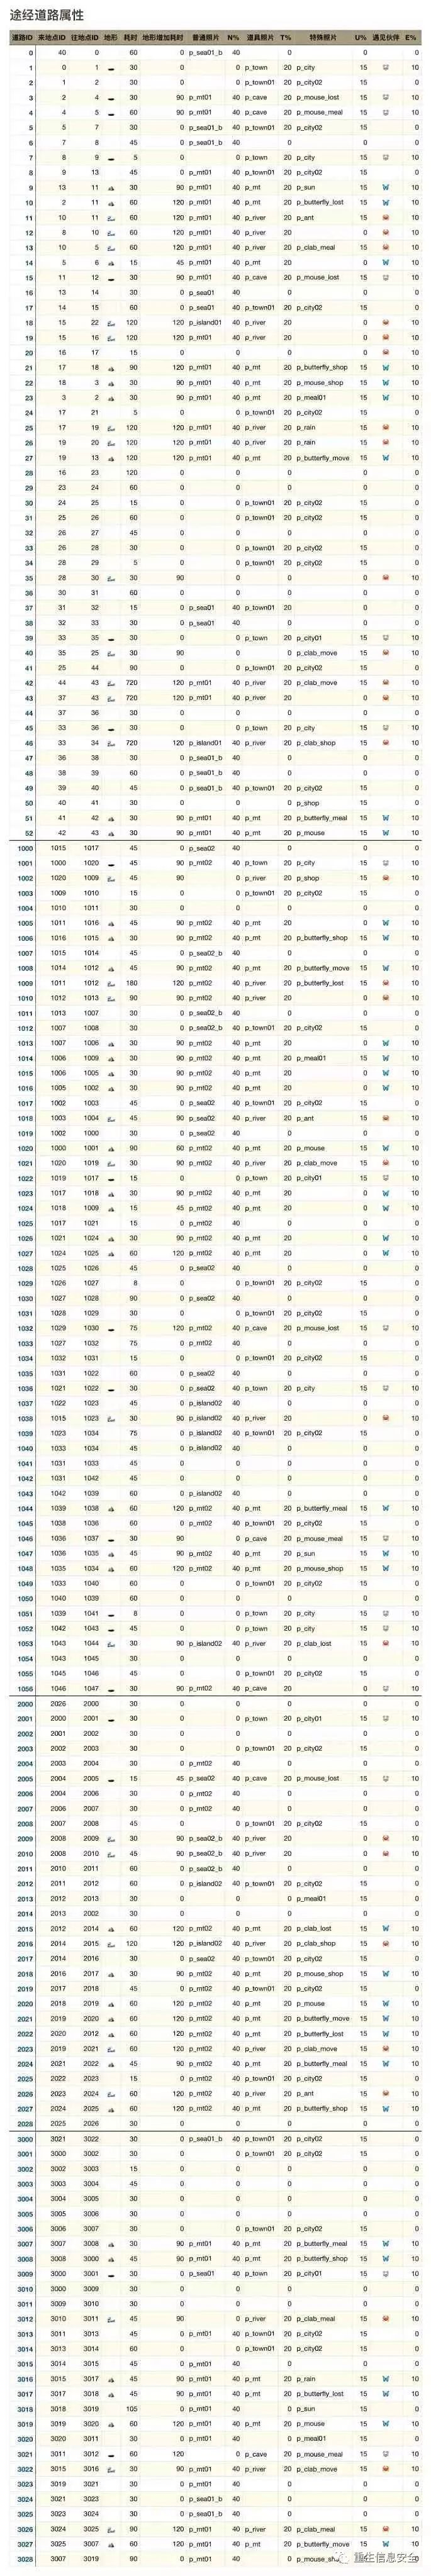 途经道路属性
道路ID 来地点ID 往地点ID 地形 耗时 地形增加耗时 普通照片 N% 道具照片 T% 特殊照片 U% 遇见伙伴 E%
0 40 0 60 0 p_sea01_b 40 0 0 0 0
1 0 1 30 0 0 p_town 20 p_city 15 10
2 1 2 30 0 0 p_town01 20 p_city02 15 0
3 2 4 30 90 p_mt01 40 p_cave 20 p_mouse_lost 15 10
4 4 5 60 90 p_mt01 40 p_cave 20 p_mouse_meal 15 10
5 5 7 30 0 p_sea01_b 40 p_town01 20 p_city02 15 0
6 7 8 45 0 p_sea01_b 40 0 0 0
7 8 9 5 0 0 p_town 20 p_city 15 10
8 9 13 45 0 p_mt01 40 p_town01 20 p_city02 15 0
9 13 11 30 90 p_mt01 40 p_mt 20 p_sun 15 10
10 2 11 60 120 p_mt01 40 p_mt 20 p_butterfly_lost 15 10
11 10 11 60 120 p_mt01 40 p_river 20 p_ant 15 10
12 8 10 60 120 p_mt01 40 p_river 20 0 10
13 10 5 60 120 p_mt01 40 p_river 20 p_clab_meal 15 10
14 5 6 15 45 p_mt01 40 p_mt 20 0 10
15 11 12 30 90 p_mt01 40 p_cave 20 p_mouse_lost 15 10
16 13 14 30 0 p_sea01 40 0 0 0
17 14 15 60 0 p_sea01 40 p_town01 20 p_city02 15 0
18 15 22 120 120 p_island01 40 p_river 20 0 10
19 15 16 120 120 p_mt01 40 p_river 20 0 10
20 16 17 15 0 0 0 0 10
21 17 18 90 120 p_mt01 40 p_mt 20 p_butterfly_shop 15 10
22 18 3 30 90 p_mt01 40 p_mt 20 p_mouse_shop 15 10
23 3 2 30 90 p_mt01 40 p_mt 20 p_meal01 15 10
24 17 21 5 0 0 p_town01 20 p_city02 15 0
25 17 19 120 120 p_mt01 40 p_river 20 p_rain 15 10
26 19 20 120 120 p_mt01 40 p_river 20 p_rain 15 10
27 19 13 120 120 p_mt01 40 p_mt 20 p_butterfly_move 15 10
28 16 23 120 0 0 0 0 0
29 23 24 60 0 0 0 0 0
30 24 25 15 0 0 p_town01 20 p_city02 15 0
31 25 26 60 0 0 p_town01 20 p_city02 15 0
32 26 27 45 0 0 0 0 0
33 26 28 30 0 0 p_town01 20 p_city02 15 0
34 28 29 5 0 0 p_town01 20 p_city02 15 0
35 28 30 30 90 0 0 0 10
36 30 31 60 0 0 0 0 0
37 31 32 15 0 p_sea01 40 p_town01 20 0 0
38 32 33 30 0 p_sea01 40 0 0 0
39 33 35 30 0 0 p_town 20 p_city01 15 10
40 35 25 30 90 0 0 p_clab_move 15 10
41 25 44 90 0 0 p_town01 20 p_city02 15 0
42 44 43 720 120 p_mt01 40 p_river 20 p_clab_move 15 10
43 37 43 720 120 p_mt01 40 p_river 20 0 10
44 37 36 30 0 0 0 0 0
45 33 36 30 0 0 p_town 20 p_city 15 10
46 33 34 720 120 p_island01 40 p_river 20 p_clab_shop 15 10
47 36 38 30 0 p_sea01_b 40 0 0 0
48 38 39 60 0 p_sea01_b 40 0 0 0
49 39 40 45 0 p_sea01_b 40 p_town01 20 p_city02 15 0
50 40 41 30 0 0 0 p_shop 15 0
51 41 42 30 90 p_mt01 40 p_mt 20 p_butterfly_meal 15 10
52 42 43 30 90 p_mt01 40 p_mt 20 p_mouse 15 10
1000 1015 1017 45 0 p_sea02 40 0 0 0
1001 1000 1020 45 90 p_mt02 40 p_town 20 p_city 15 10
1002 1020 1009 45 90 0 p_river 20 p_shop 15 10
1003 1009 1010 15 0 0 p_town01 20 p_city02 15 0
1004 1010 1011 30 0 0 0 0 0
1005 1011 1016 45 90 p_mt02 40 p_mt 20 0 10
1006 1016 1015 30 90 p_mt02 40 p_mt 20 p_butterfly_shop 15 10
1007 1015 1014 45 0 p_sea02_b 40 0 0 0
1008 1014 1012 45 90 p_mt02 40 p_mt 20 p_butterfly_move 15 10
1009 1011 1012 180 120 p_mt02 40 p_river 20 p_butterfly_lost 15 10
1010 1012 1013 90 90 p_mt02 40 p_river 20 0 10
1011 1013 1007 30 0 p_sea02_b 40 0 0 0
1012 1007 1008 30 0 p_sea02_b 40 p_town01 20 p_city02 15 0
1013 1007 1006 30 90 p_mt02 40 p_mt 20 0 10
1014 1006 1009 30 90 p_mt02 40 p_mt 20 p_meal01 15 10
1015 1006 1005 30 90 p_mt02 40 p_mt 20 0 10
1016 1005 1002 30 90 p_mt02 40 p_mt 20 0 10
1017 1002 1003 45 0 p_sea02 40 p_town01 20 p_city02 15 0
1018 1003 1004 45 90 p_sea02 40 p_river 20 p_ant 15 10
1019 1002 1000 30 0 p_sea02 40 0 0 0
1020 1000 1001 90 60 p_mt02 40 p_mt 20 p_mouse 15 10
1021 1020 1019 30 90 p_mt02 40 p_river 20 p_clab_move 15 10
1022 1019 1017 15 0 0 p_town 20 p_city01 15 10
1023 1017 1018 30 90 p_mt02 40 p_mt 20 0 10
1024 1018 1009 15 45 p_mt02 40 p_mt 20 0 10
1025 1017 1021 15 0 p_mt02 40 0 0 0
1026 1021 1024 30 90 p_mt02 40 p_mt 20 0 10
1027 1024 1025 60 120 p_mt02 40 p_mt 20 0 10
1028 1025 1026 45 0 p_sea02 40 0 0 0
1029 1026 1027 8 0 0 p_town01 20 p_city02 15 0
1030 1027 1028 90 0 p_sea02 40 0 0 0
1031 1028 1029 30 0 0 p_town01 20 p_city02 15 0
1032 1029 1030 75 120 p_mt02 40 p_cave 20 p_mouse_lost 15 10
1033 1027 1032 75 0 p_mt02 40 0 0 0
1034 1032 1031 15 0 0 p_town01 20 p_city02 15 0
1035 1031 1022 60 0 p_sea02 40 0 0 0
1036 1021 1022 30 0 p_sea02 40 p_town 20 p_city 15 10
1037 1022 1023 45 0 p_island02 40 0 0 0
1038 1015 1023 30 90 p_island02 40 p_river 20 0 10
1039 1023 1034 75 0 p_island02 40 p_town01 20 p_city02 15 0
1040 1033 1034 45 0 p_island02 40 0 0 0
1041 1031 1033 45 0 0 0 0 0
1042 1031 1042 45 0 0 0 0 0
1043 1042 1039 60 0 p_island02 40 0 0 0
1044 1039 1038 60 120 p_mt02 40 p_mt 20 p_butterfly_meal 15 10
1045 1038 1036 60 0 p_mt02 40 p_town01 20 p_city02 15 0
1046 1036 1037 30 90 0 p_cave 20 p_mouse_meal 15 10
1047 1036 1035 45 90 p_mt02 40 p_mt 20 p_sun 15 10
1048 1035 1034 60 120 p_mt02 40 p_mt 20 p_mouse_shop 15 10
1049 1033 1040 60 0 0 p_town01 20 p_city02 15 0
1050 1040 1039 60 0 0 0 0 0
1051 1039 1041 8 0 0 p_town 20 p_city 15 10
1052 1042 1043 45 0 0 p_town 20 p_city 15 10
1053 1043 1044 30 90 p_island02 40 p_river 20 p_clab_lost 15 10
1054 1043 1045 30 0 0 0 0 0
1055 1045 1046 45 0 0 p_town01 20 p_city02 15 0
1056 1046 1047 30 90 p_mt02 40 p_cave 20 0 10
2000 2026 2000 30 0 0 0 0 0
2001 2000 2001 30 0 0 p_town 20 p_city01 15 10
2002 2001 2002 30 0 0 0 0 0
2003 2002 2003 30 0 0 p_town01 20 p_city02 15 0
2004 2003 2004 30 0 p_mt02 40 0 0 0
2005 2004 2005 15 45 p_sea02 40 p_cave 20 p_mouse_lost 15 10
2006 2004 2006 30 0 p_mt02 40 0 0 0
2007 2006 2007 30 0 p_mt02 40 0 0 0
2008 2007 2008 45 0 0 p_town01 20 p_city02 15 0
2009 2008 2009 30 90 p_sea02_b 40 p_river 20 0 10
2010 2008 2010 45 90 p_sea02_b 40 p_river 20 0 10
2011 2010 2011 60 0 p_sea02_b 40 0 0 0
2012 2011 2012 60 0 p_island02 40 p_town01 20 p_city02 15 0
2013 2012 2013 30 0 0 0 p_meal01 15 0
2014 2013 2002 30 0 0 0 0 0
2015 2012 2014 60 120 p_mt02 40 p_mt 20 p_clab_lost 15 10
2016 2014 2015 120 120 p_island02 40 p_river 20 p_clab_shop 15 10
2017 2014 2016 30 0 p_sea02 40 p_town01 20 p_city02 15 0
2018 2016 2017 30 90 p_mt02 40 p_mt 20 p_mouse_shop 15 10
2019 2017 2018 45 0 p_mt02 40 p_town01 20 p_city02 15 0
2020 2018 2019 60 120 p_mt02 40 p_mt 20 p_mouse 15 10
2021 2019 2020 60 120 p_mt02 40 p_mt 20 p_butterfly_move 15 10
2022 2020 2012 60 120 p_mt02 40 p_mt 20 p_butterfly_lost 15 10
2023 2019 2021 60 120 p_mt02 40 p_river 20 p_clab_move 15 10
2024 2021 2022 45 90 p_mt02 40 p_mt 20 p_butterfly_meal 15 10
2025 2022 2023 15 0 p_mt02 40 p_town01 20 p_city02 15 0
2026 2023 2024 60 120 p_mt02 40 p_river 20 p_ant 15 10
2027 2024 2025 60 120 p_mt02 40 p_mt 20 p_butterfly_shop 15 10
2028 2025 2026 30 0 0 0 0 0
3000 3021 3022 30 0 p_sea01_b 40 p_town01 20 p_city02 15 0
3001 3000 3002 30 0 0 p_town01 20 p_city02 15 0
3002 3002 3003 15 0 0 0 0 0
3003 3003 3004 45 0 0 0 0 0
3004 3004 3005 30 0 0 0 0 0
3005 3005 3006 30 0 0 0 0 0
3006 3006 3007 30 0 0 p_town01 20 p_city02 15 0
3007 3007 3008 30 90 p_mt01 40 p_mt 20 p_butterfly_meal 15 10
3008 3008 3000 45 90 p_mt01 40 p_mt 20 p_butterfly_shop 15 10
3009 3000 3001 30 0 p_sea01 40 p_town 20 p_city01 15 10
3010 3000 3009 30 0 0 0 0 0
3011 3009 3010 30 0 0 0 0 0
3012 3010 3011 45 90 0 p_river 20 p_clab_meal 15 10
3013 3011 3013 45 0 p_mt01 40 p_town01 20 p_city02 15 0
3014 3013 3014 60 0 0 p_town01 20 p_city02 15 0
3015 3014 3015 45 0 p_mt01 40 0 0 0
3016 3015 3017 45 90 p_mt01 40 p_mt 20 p_rain 15 10
3017 3017 3018 45 90 p_mt01 40 p_mt 20 p_butterfly_lost 15 10
3018 3018 3019 105 0 p_mt01 40 0 p_sun 15 0
3019 3019 3020 60 120 p_mt01 40 p_mt 20 p_mouse 15 10
3020 3020 3011 30 0 p_mt01 40 0 p_meal01 15 0
3021 3011 3012 60 120 0 p_cave 20 p_mouse_meal 15 10
3022 3015 3016 30 90 p_mt01 40 p_river 20 p_clab_move 15 10
3023 3019 3021 30 0 p_mt01 40 0 0 0
3024 3021 3023 30 0 p_sea01_b 40 0 0 0
3025 3023 3024 30 0 p_sea01_b 40 0 0 0
3026 3024 3025 90 120 p_mt01 40 p_river 20 p_clab_meal 15 10
3027 3025 3007 60 120 p_mt01 40 p_mt 20 p_butterfly_move 15 10
3028 3007 3019 90 0 p_mt01 40 0
重生信息安全